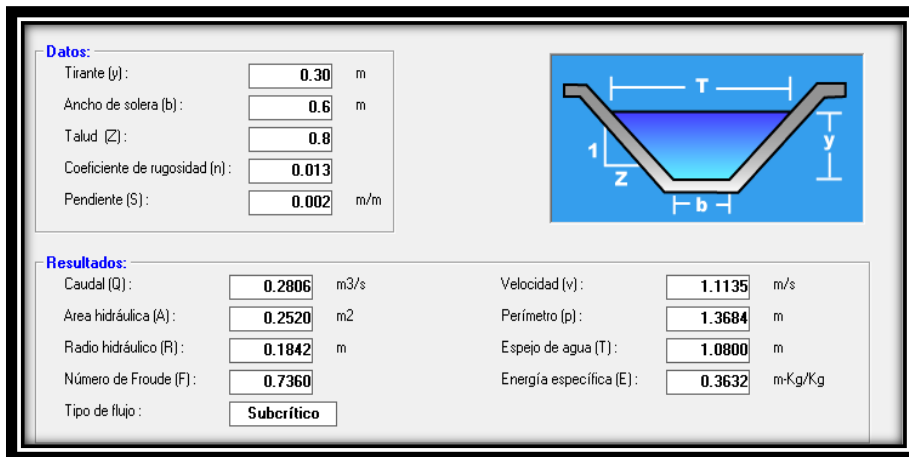 Datos:
Tirante (y) : 0.30 m
Ancho de solera (b) : 0.6 m
Talud (Z) : 0.8
Coeficiente de rugosidad (n) : 0.013
Pendiente (S) : 0.002 m/m
T
y
1
Z
b
Resultados:
Caudal (Q) : 0.2806 m3/s Velocidad (v) : 1.1135 m/s
Area hidráulica (A) : 0.2520 m2 Perímetro (p) : 1.3684 m
Radio hidráulico (R) : 0.1842 m Espejo de agua (T) : 1.0800 m
Número de Froude (F) : 0.7360 Energía específica (E) : 0.3632 m-Kg/Kg
Tipo de flujo : Subcrítico